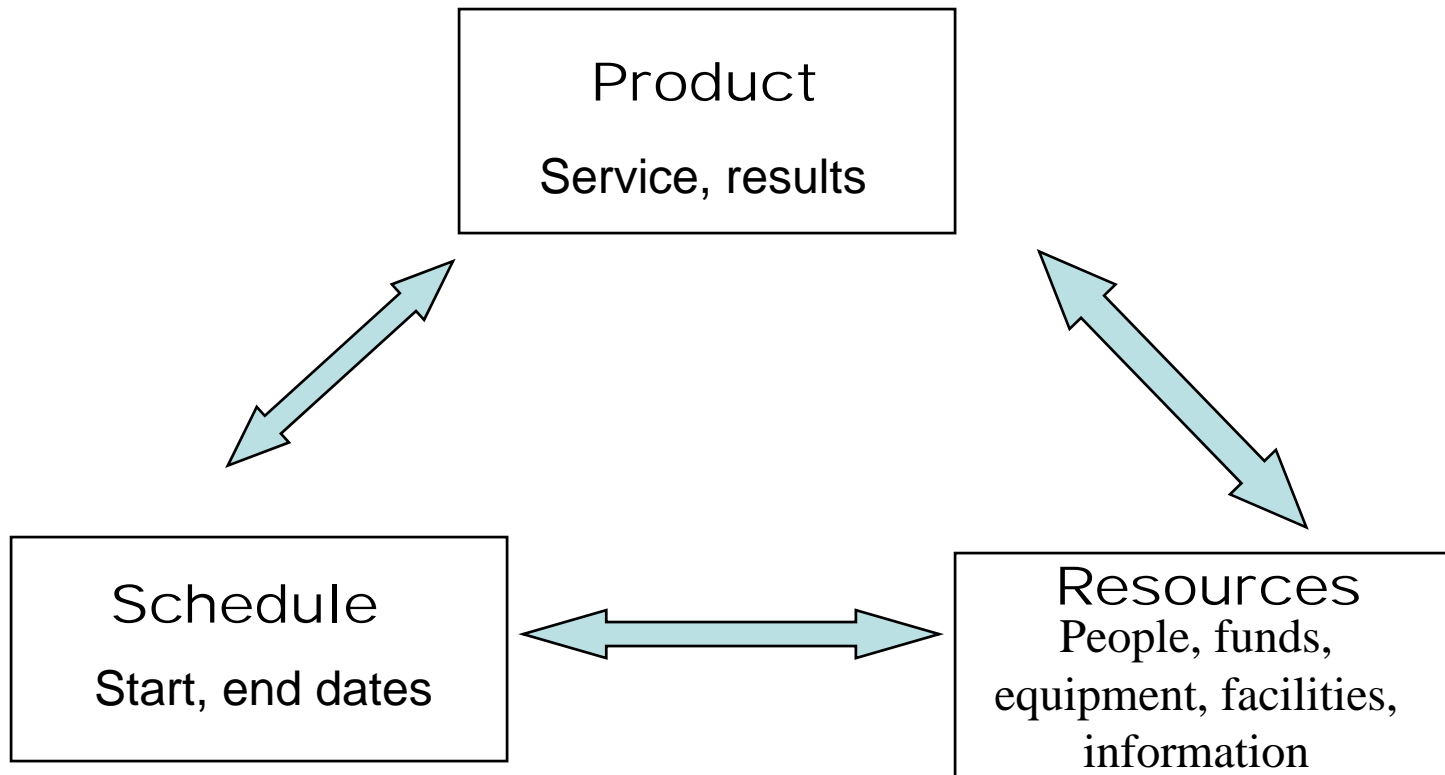 Product
Service, results
Schedule
Start, end dates
Resources
People, funds,
equipment, facilities,
information